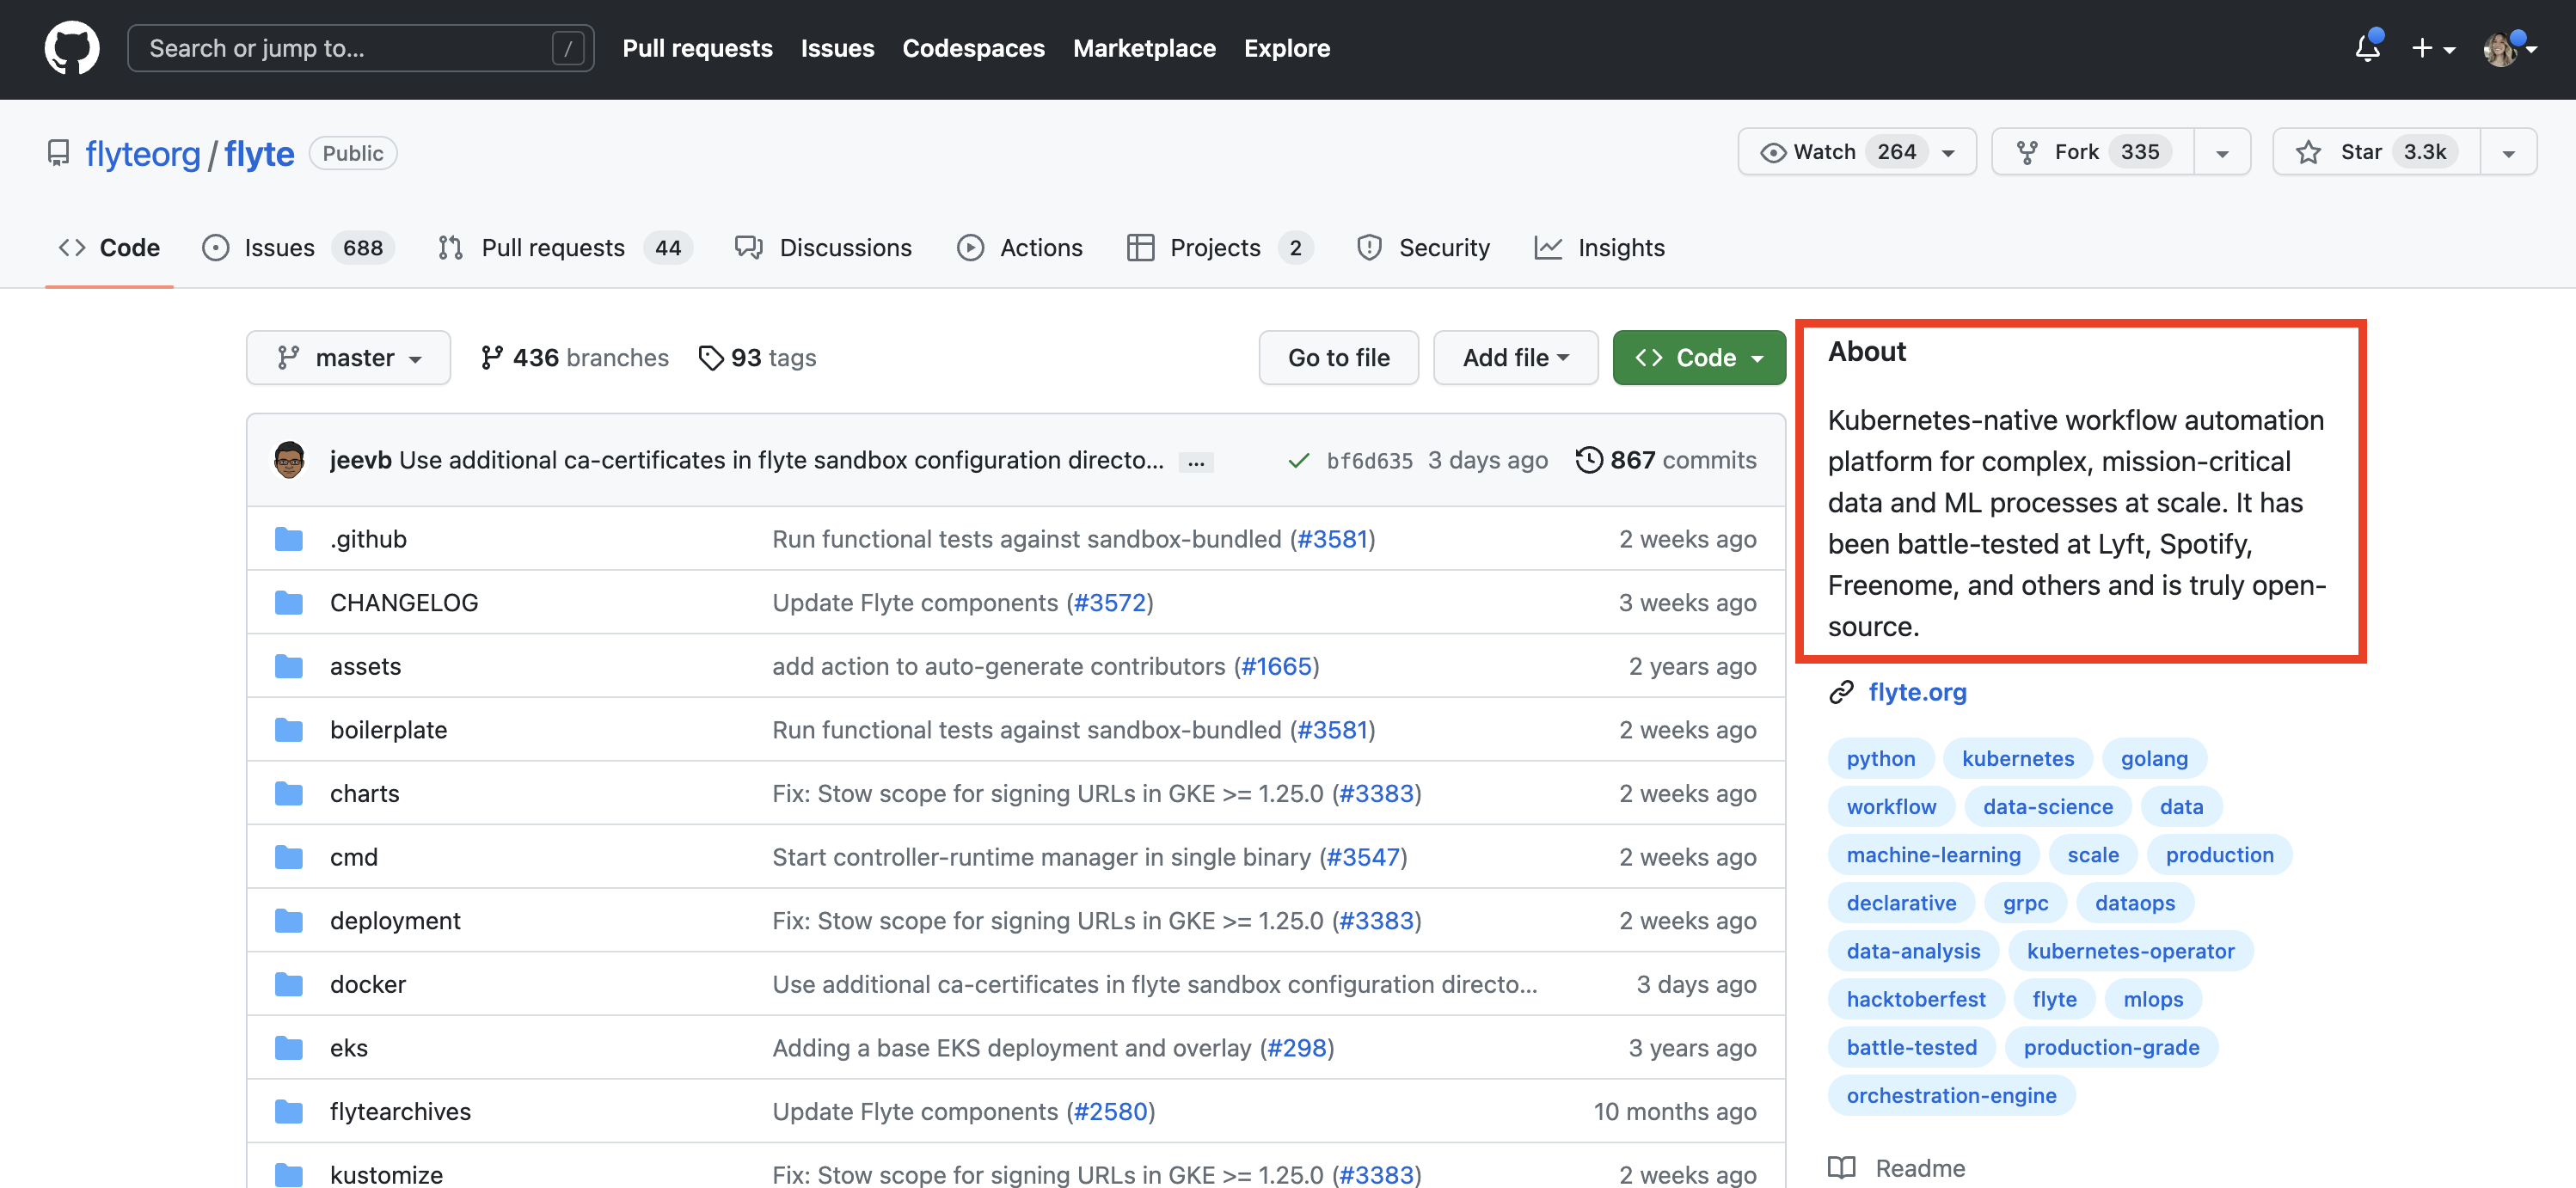 Search or jump to... /
Pull requests Issues Codespaces Marketplace Explore
flyteorg / flyte Public
Watch 264 Fork 335 Star 3.3k
Code Issues 688 Pull requests 44 Discussions Actions Projects 2 Security Insights
master 436 branches 93 tags Go to file Add file Code
jeevb Use additional ca-certificates in flyte sandbox configuration directo... ... bf6d635 3 days ago 867 commits
.github Run functional tests against sandbox-bundled (#3581) 2 weeks ago
CHANGELOG Update Flyte components (#3572) 3 weeks ago
assets add action to auto-generate contributors (#1665) 2 years ago
boilerplate Run functional tests against sandbox-bundled (#3581) 2 weeks ago
charts Fix: Stow scope for signing URLs in GKE >= 1.25.0 (#3383) 2 weeks ago
cmd Start controller-runtime manager in single binary (#3547) 2 weeks ago
deployment Fix: Stow scope for signing URLs in GKE >= 1.25.0 (#3383) 2 weeks ago
docker Use additional ca-certificates in flyte sandbox configuration directo... 3 days ago
eks Adding a base EKS deployment and overlay (#298) 3 years ago
flytearchives Update Flyte components (#2580) 10 months ago
kustomize Fix: Stow scope for signing URLs in GKE >= 1.25.0 (#3383) 2 weeks ago
About
Kubernetes-native workflow automation
platform for complex, mission-critical
data and ML processes at scale. It has
been battle-tested at Lyft, Spotify,
Freenome, and others and is truly open-
source.
flyte.org
python kubernetes golang
workflow data-science data
machine-learning scale production
declarative grpc dataops
data-analysis kubernetes-operator
hacktoberfest flyte mlops
battle-tested production-grade
orchestration-engine
Readme